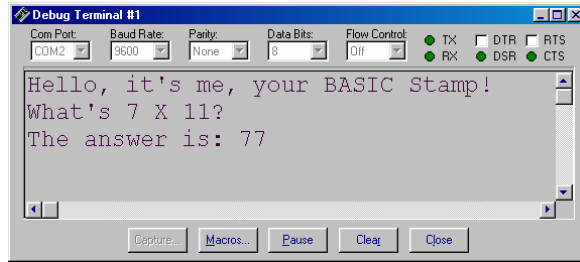 Debug Terminal #1
Com Port: Baud Rate: Parity: Data Bits: Flow Control: TX DTR RTS
COM2 9600 None 8 Off RX DSR CTS
Hello, it's me, your BASIC Stamp!
What's 7 X 11?
The answer is: 77
Capture... Macros... Pause Clear Close